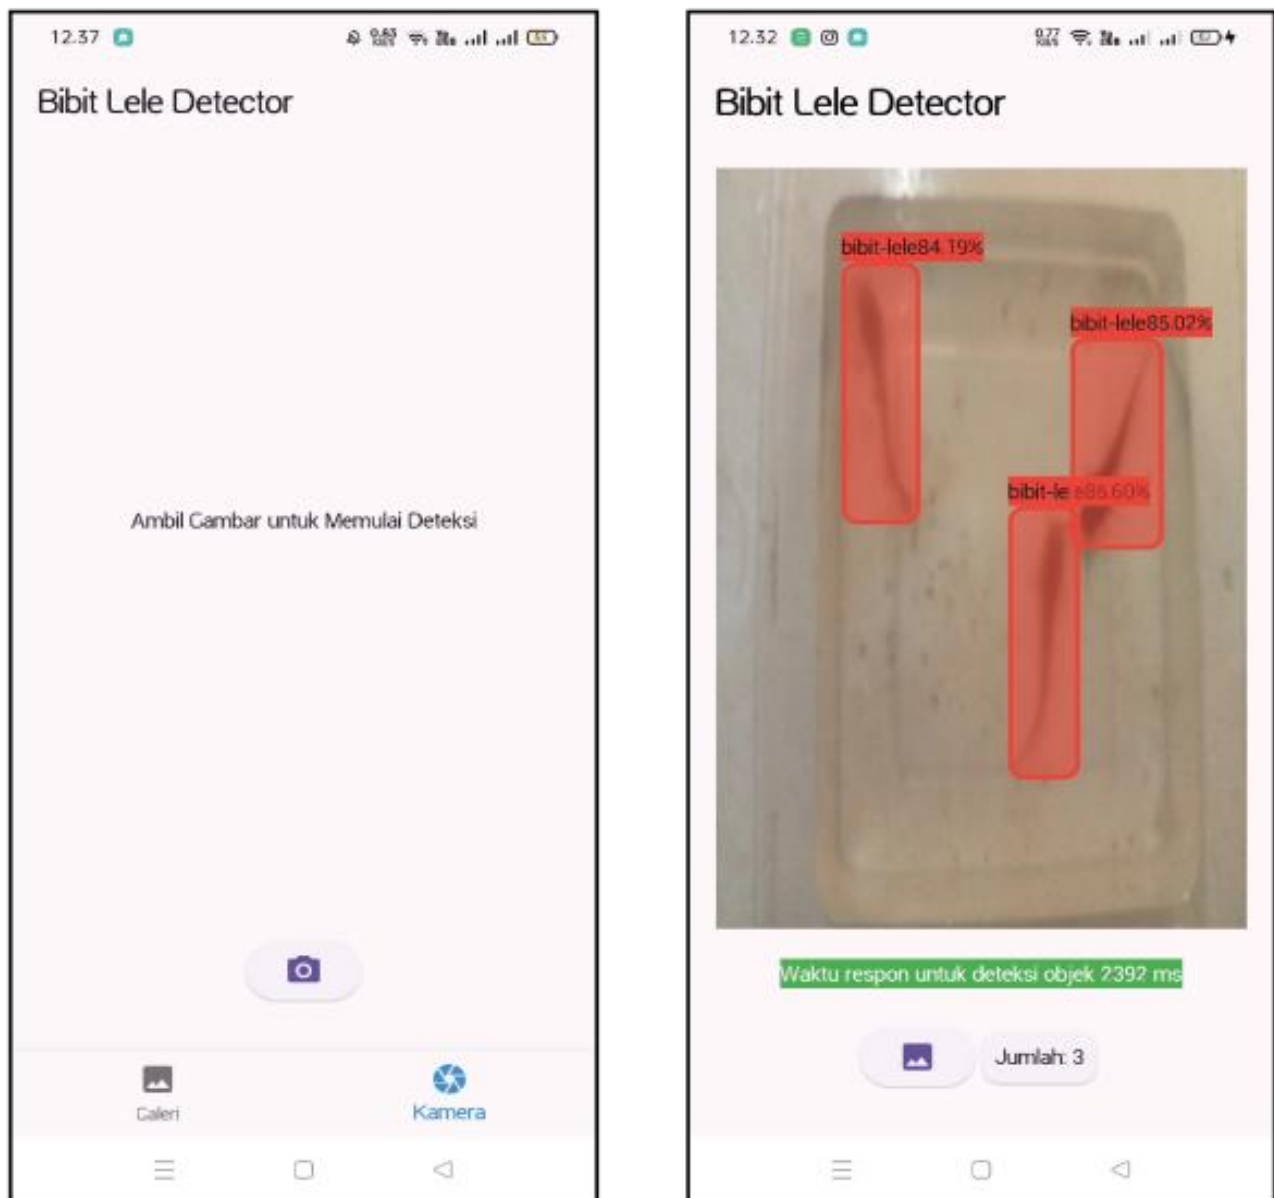 12.37
Bibit Lele Detector
Ambil Gambar untuk Memulai Deteksi
Galeri
Kamera
12.32
Bibit Lele Detector
bibit-lele84.19%
bibit-lele85.02%
bibit-le
Waktu respon untuk deteksi objek 2392 ms
Jumlah: 3